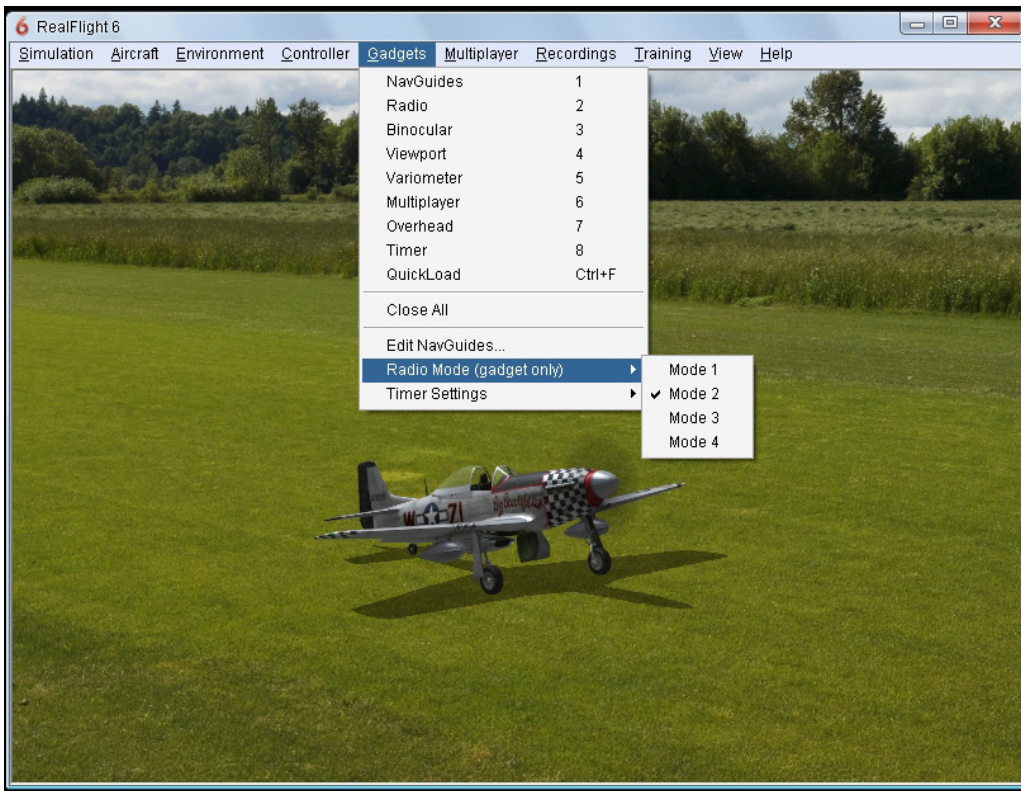 6 RealFlight 6
Simulation Aircraft Environment Controller Gadgets Multiplayer Recordings Training View Help
NavGuides 1
Radio 2
Binocular 3
Viewport 4
Variometer 5
Multiplayer 6
Overhead 7
Timer 8
QuickLoad Ctrl+F
Close All
Edit NavGuides...
Radio Mode (gadget only)
Timer Settings
Mode 1
Mode 2
Mode 3
Mode 4
W 71